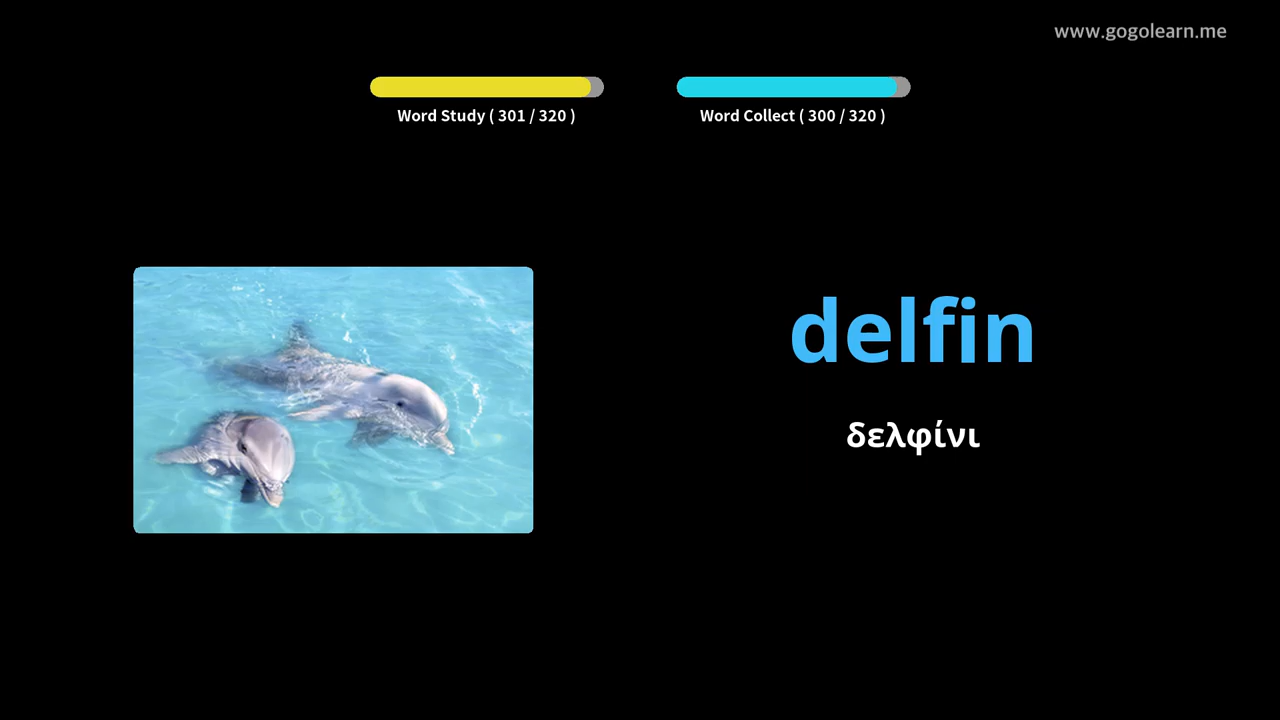 www.gogolearn.me
Word Study ( 301 / 320 )
Word Collect ( 300 / 320 )
delfin
δελφίνι